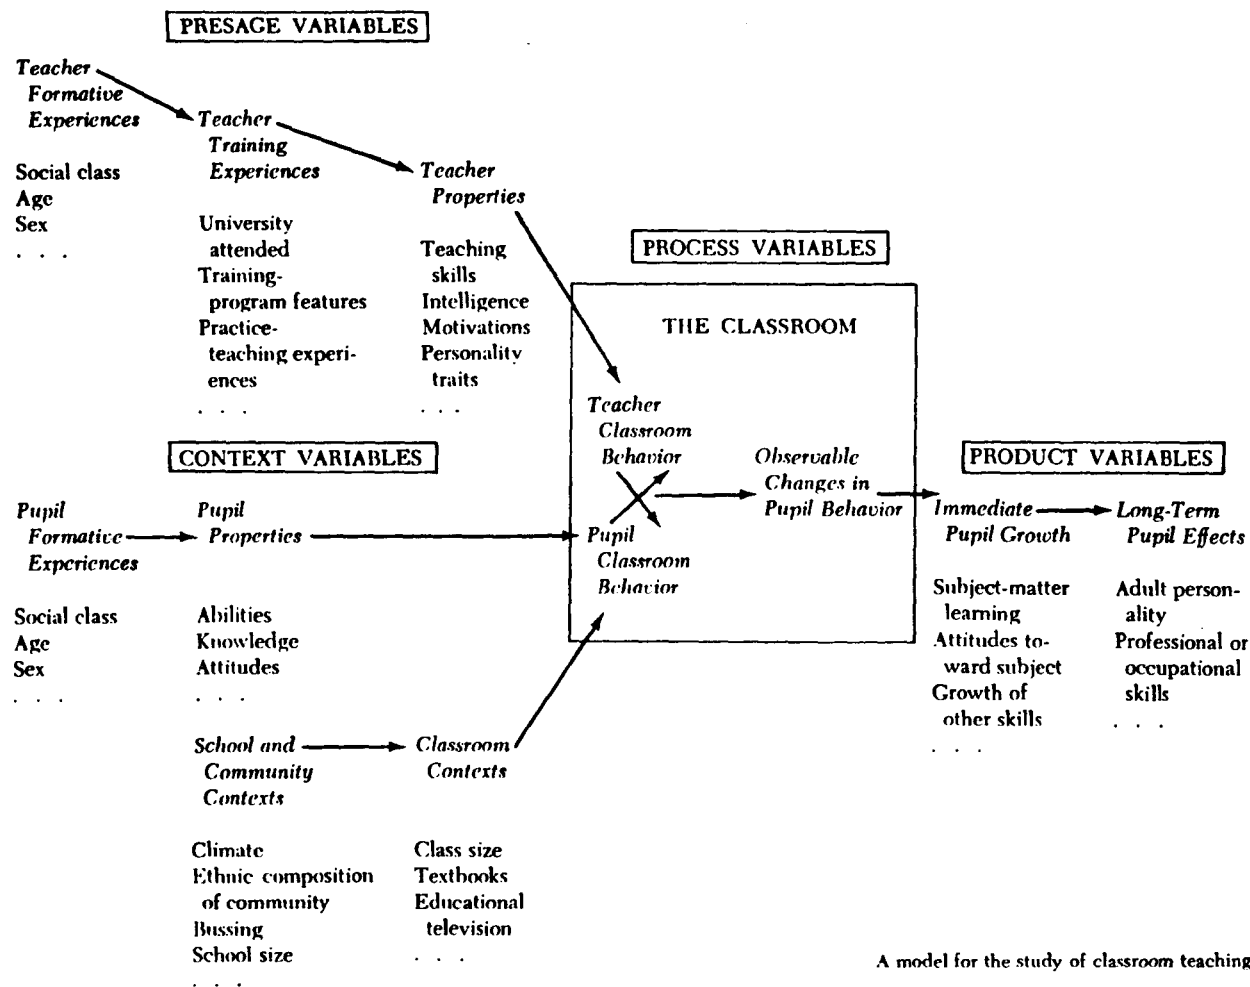 PRESAGE VARIABLES
Teacher
Formative
Experiences
Social class
Age
Sex
. . .
Teacher
Training
Experiences
University
attended
Training-
program features
Practice-
teaching experi-
ences
. . .
Teacher
Properties
Teaching
skills
Intelligence
Motivations
Personality
traits
. . .
PROCESS VARIABLES
THE CLASSROOM
Teacher
Classroom
Behavior
Pupil
Classroom
Behavior
Observable
Changes in
Pupil Behavior
CONTEXT VARIABLES
Pupil
Formative
Experiences
Social class
Age
Sex
. . .
Pupil
Properties
Abilities
Knowledge
Attitudes
. . .
School and
Community
Contexts
Climate
Ethnic composition
of community
Bussing
School size
. . .
Classroom
Contexts
Class size
Textbooks
Educational
television
. . .
PRODUCT VARIABLES
Immediate
Pupil Growth
Subject-matter
learning
Attitudes to-
ward subject
Growth of
other skills
. . .
Long-Term
Pupil Effects
Adult person-
ality
Professional or
occupational
skills
. . .
A model for the study of classroom teaching